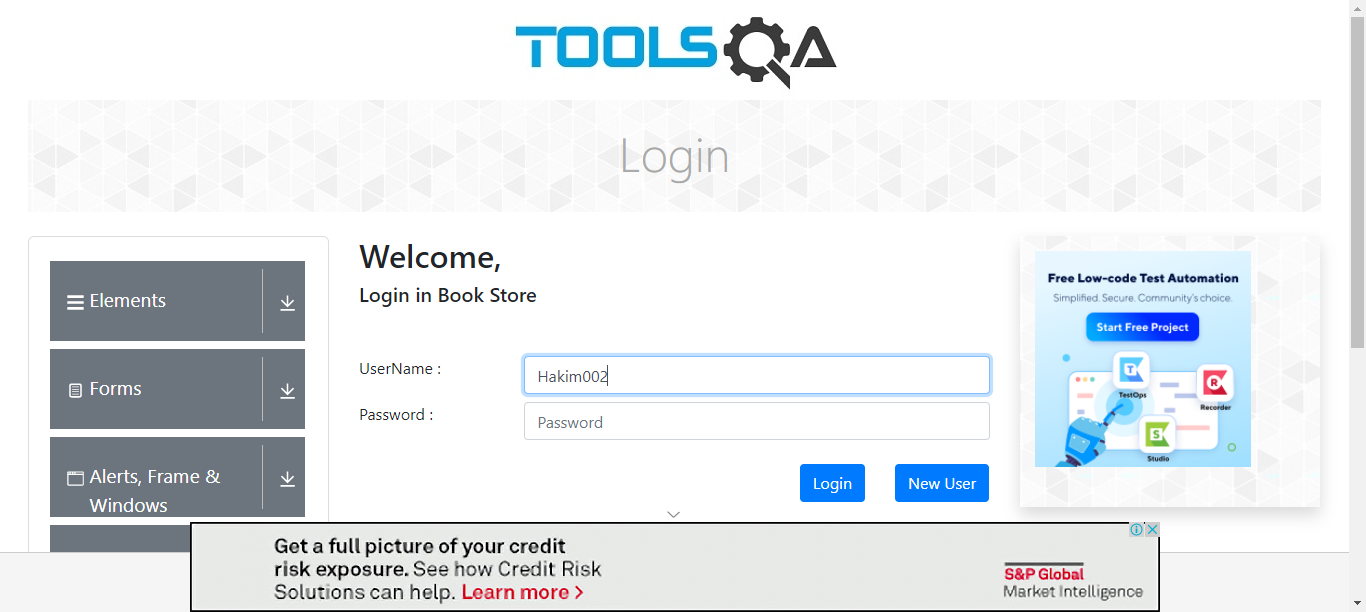 TOOLSQA
Login
Elements
Forms
Alerts, Frame &
Windows
Welcome,
Login in Book Store
UserName :
Hakim002
Password :
Password
Login
New User
Free Low-code Test Automation
Simplified. Secure. Community's choice.
Start Free Project
T
TestOps
R
Recorder
S
Studio
Get a full picture of your credit
risk exposure. See how Credit Risk
Solutions can help. Learn more >
S&P Global
Market Intelligence